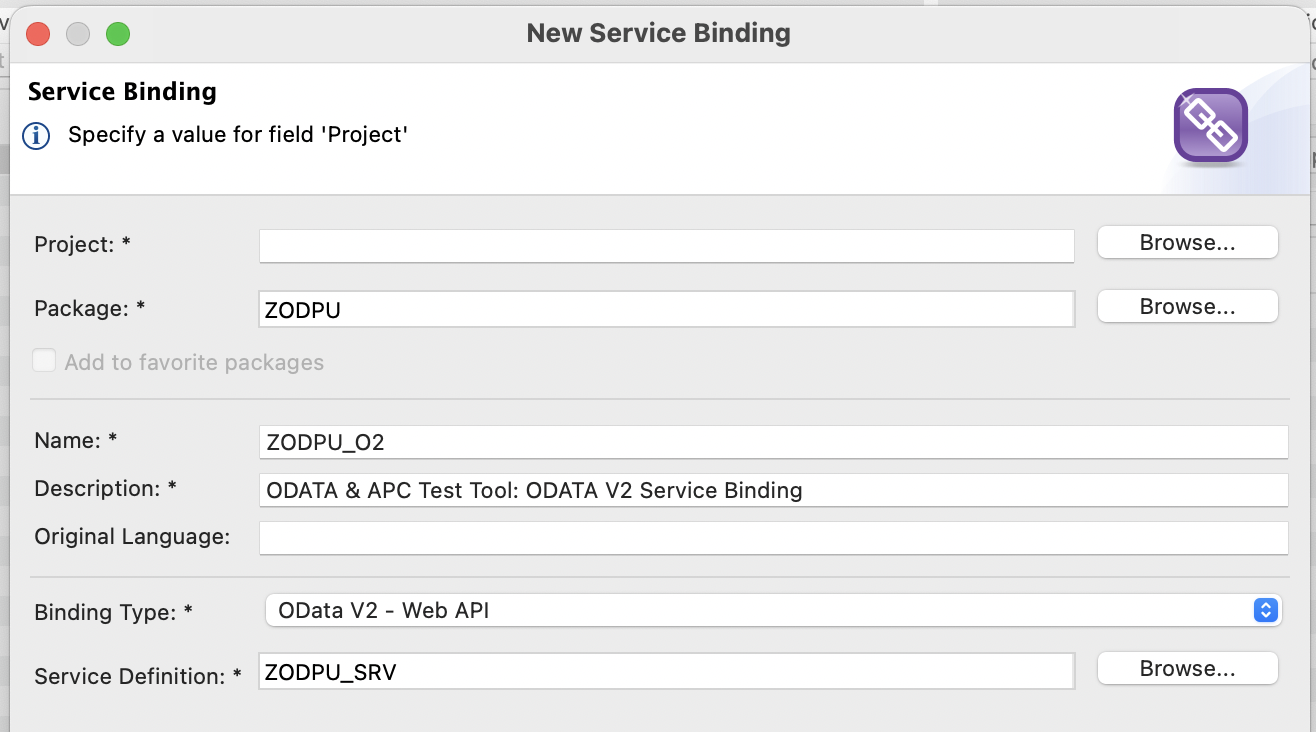 New Service Binding
Service Binding
Specify a value for field 'Project'
Project: *
Browse...
Package: * ZODPU
Browse...
Add to favorite packages
Name: * ZODPU_O2
Description: * ODATA & APC Test Tool: ODATA V2 Service Binding
Original Language:
Binding Type: * OData V2 - Web API
Service Definition: * ZODPU_SRV
Browse...